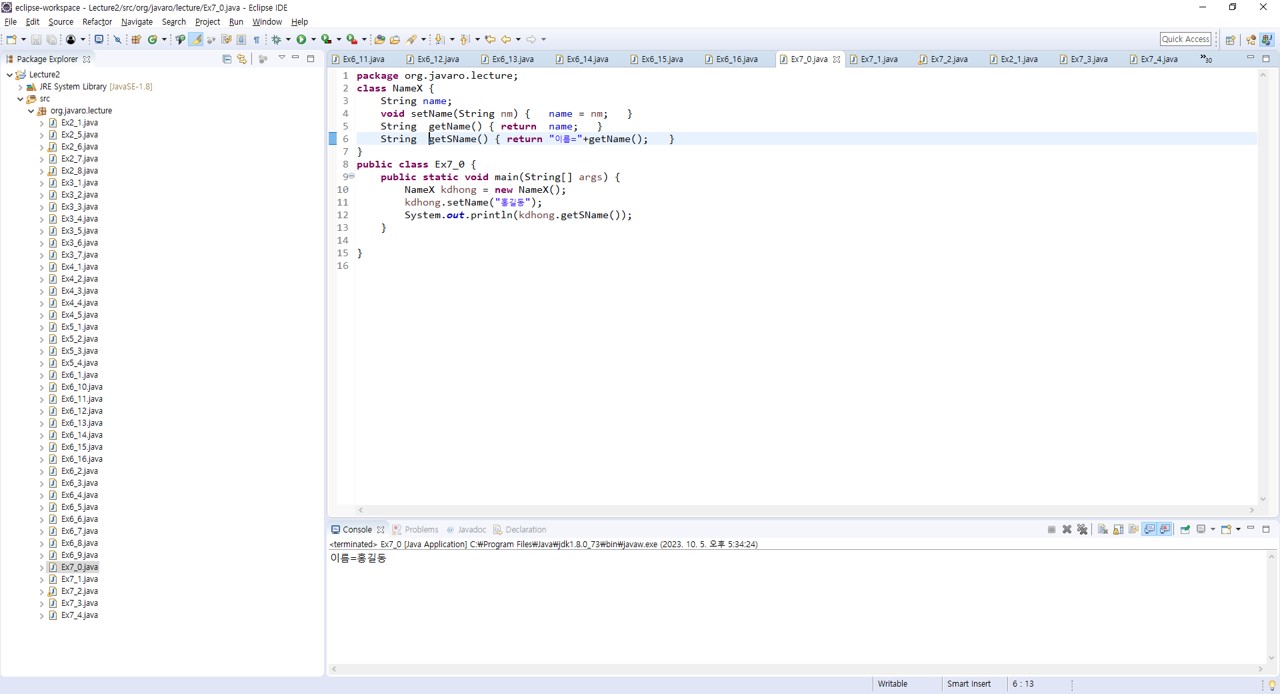 eclipse-workspace - Lecture2/src/org/javaro/lecture/Ex7_0.java - Eclipse IDE
File Edit Source Refactor Navigate Search Project Run Window Help
Quick Access
Package Explorer
Lecture2
JRE System Library [JavaSE-1.8]
src
org.javaro.lecture
Ex2_1.java
Ex2_5.java
Ex2_6.java
Ex2_7.java
Ex2_8.java
Ex3_1.java
Ex3_2.java
Ex3_3.java
Ex3_4.java
Ex3_5.java
Ex3_6.java
Ex3_7.java
Ex4_1.java
Ex4_2.java
Ex4_3.java
Ex4_4.java
Ex4_5.java
Ex5_1.java
Ex5_2.java
Ex5_3.java
Ex5_4.java
Ex6_1.java
Ex6_10.java
Ex6_11.java
Ex6_12.java
Ex6_13.java
Ex6_14.java
Ex6_15.java
Ex6_16.java
Ex6_2.java
Ex6_3.java
Ex6_4.java
Ex6_5.java
Ex6_6.java
Ex6_7.java
Ex6_8.java
Ex6_9.java
Ex7_0.java
Ex7_1.java
Ex7_2.java
Ex7_3.java
Ex7_4.java
Ex6_11.java Ex6_12.java Ex6_13.java Ex6_14.java Ex6_15.java Ex6_16.java Ex7_0.java Ex7_1.java Ex7_2.java Ex2_1.java Ex7_3.java Ex7_4.java »30
1 package org.javaro.lecture;
2 class NameX {
3 String name;
4 void setName(String nm) { name = nm; }
5 String getName() { return name; }
6 String getSName() { return "이름="+getName(); }
7 }
8 public class Ex7_0 {
9 public static void main(String[] args) {
10 NameX kdhong = new NameX();
11 kdhong.setName("홍길동");
12 System.out.println(kdhong.getSName());
13 }
14
15 }
16
Console Problems Javadoc Declaration
<terminated> Ex7_0 [Java Application] C:₩Program Files₩Java₩jdk1.8.0_73₩bin₩javaw.exe (2023. 10. 5. 오후 5:34:24)
이름=홍길동
Writable Smart Insert 6 : 13